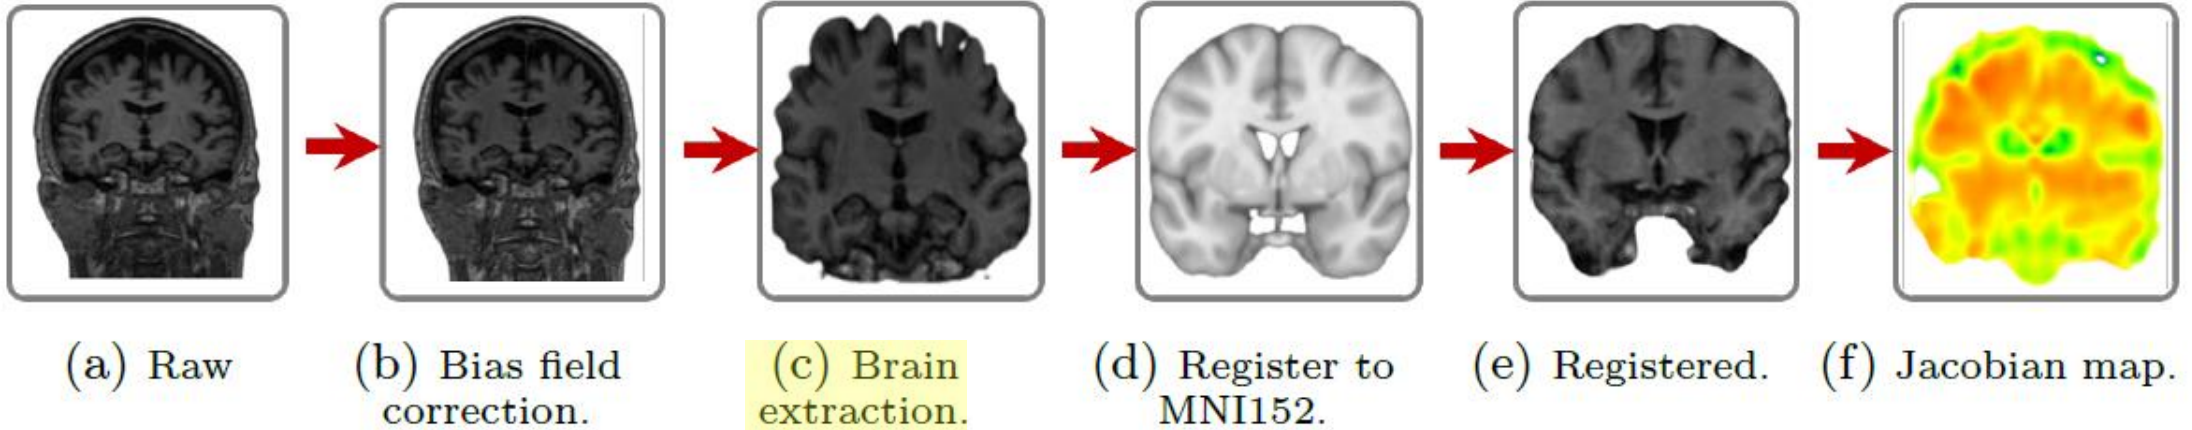 (a) Raw
(b) Bias field
correction.
(c) Brain
extraction.
(d) Register to
MNI152.
(e) Registered.
(f) Jacobian map.